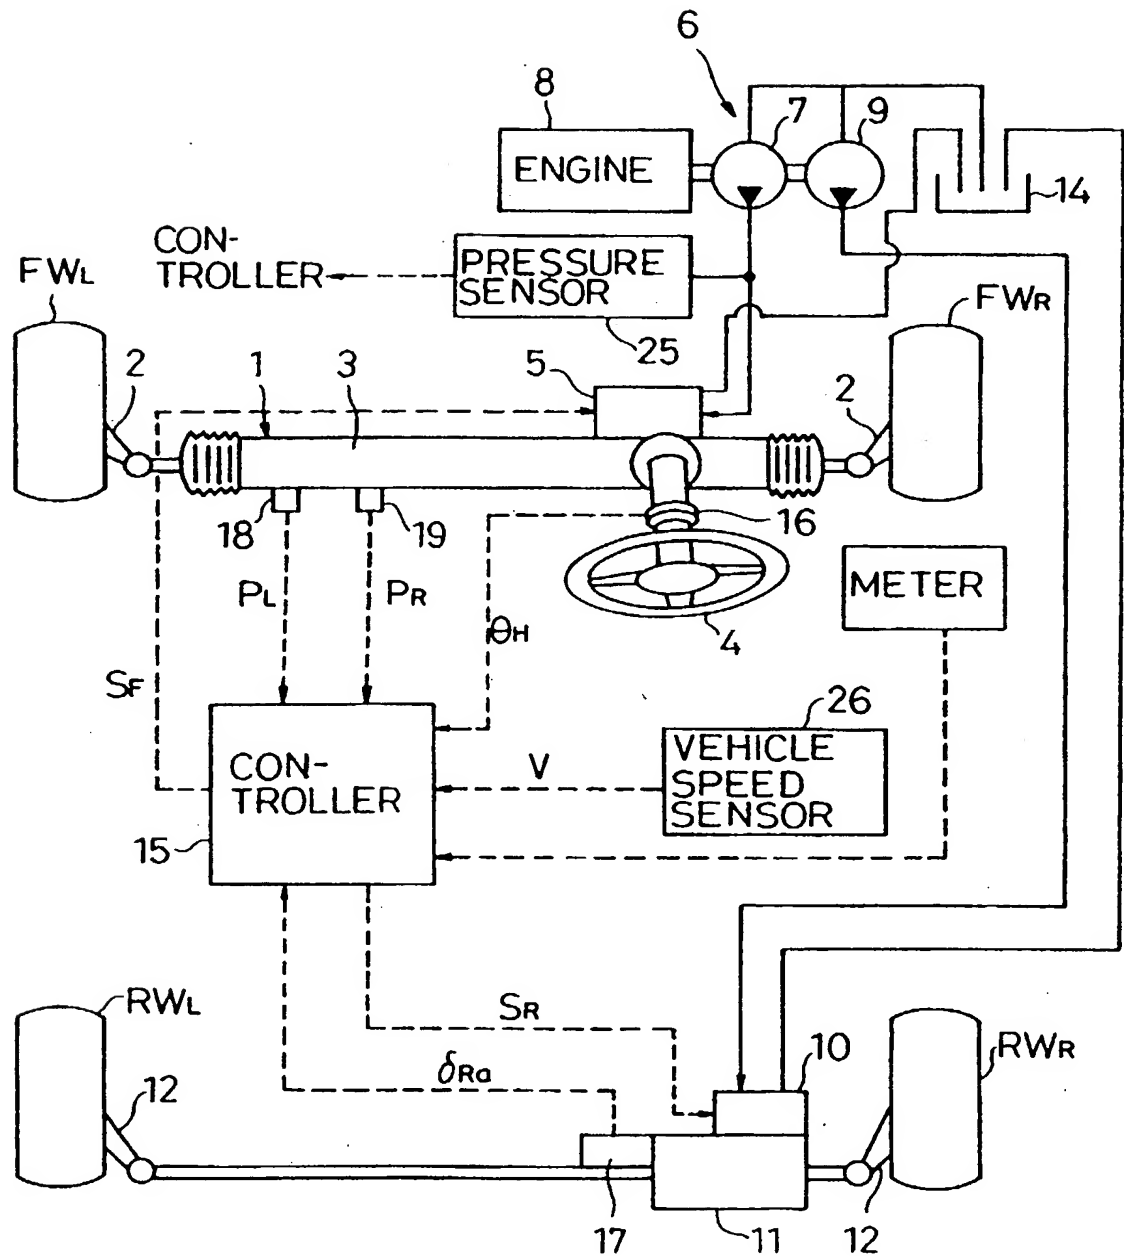 6
8
7
9
ENGINE
14
CON-
TROLLER
PRESSURE
SENSOR
FWL
FWR
25
2
1
3
5
2
18
19
16
PL
PR
θH
METER
4
SF
26
CON-
TROLLER
V
VEHICLE
SPEED
SENSOR
15
RWL
SR
10
RWR
δRa
12
17
11
12